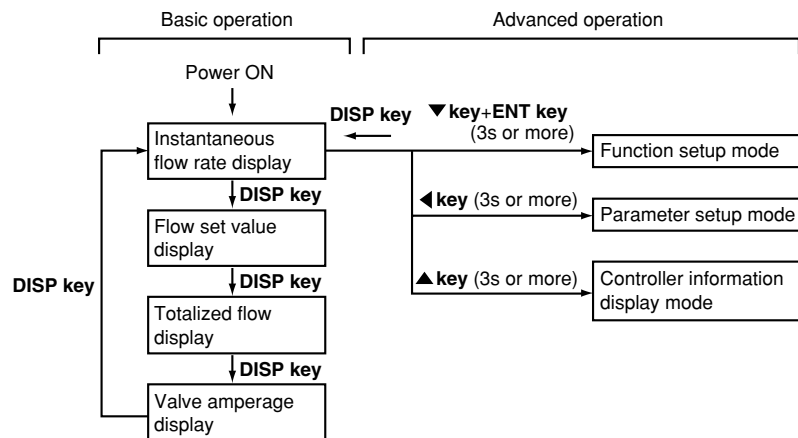 Basic operation
Advanced operation
Power ON
DISP key
▼ key+ENT key
(3s or more)
Instantaneous
flow rate display
Function setup mode
DISP key
◀ key (3s or more)
Flow set value
display
Parameter setup mode
DISP key
DISP key
▲ key (3s or more)
Controller information
display mode
Totalized flow
display
DISP key
Valve amperage
display